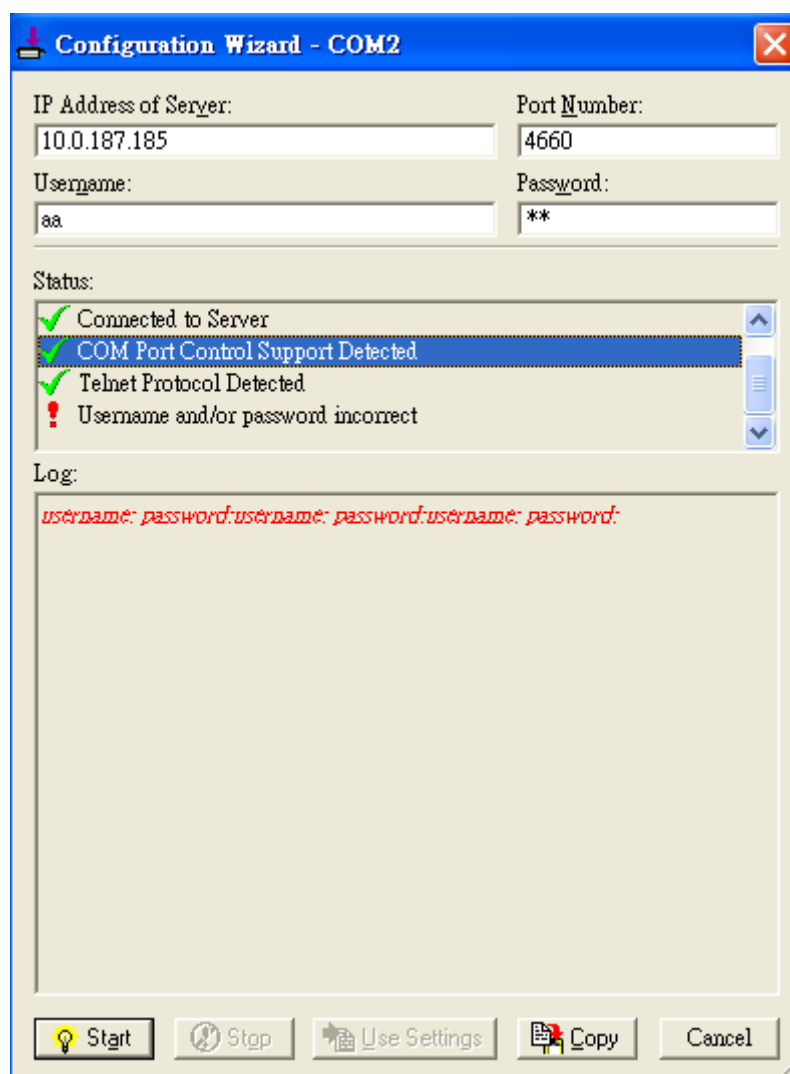 Configuration Wizard - COM2
IP Address of Server: Port Number:
10.0.187.185 4660
Username: Password:
aa **
Status:
Connected to Server
COM Port Control Support Detected
Telnet Protocol Detected
Username and/or password incorrect
Log:
username: password:username: password:username: password:
Start Stop Use Settings Copy Cancel